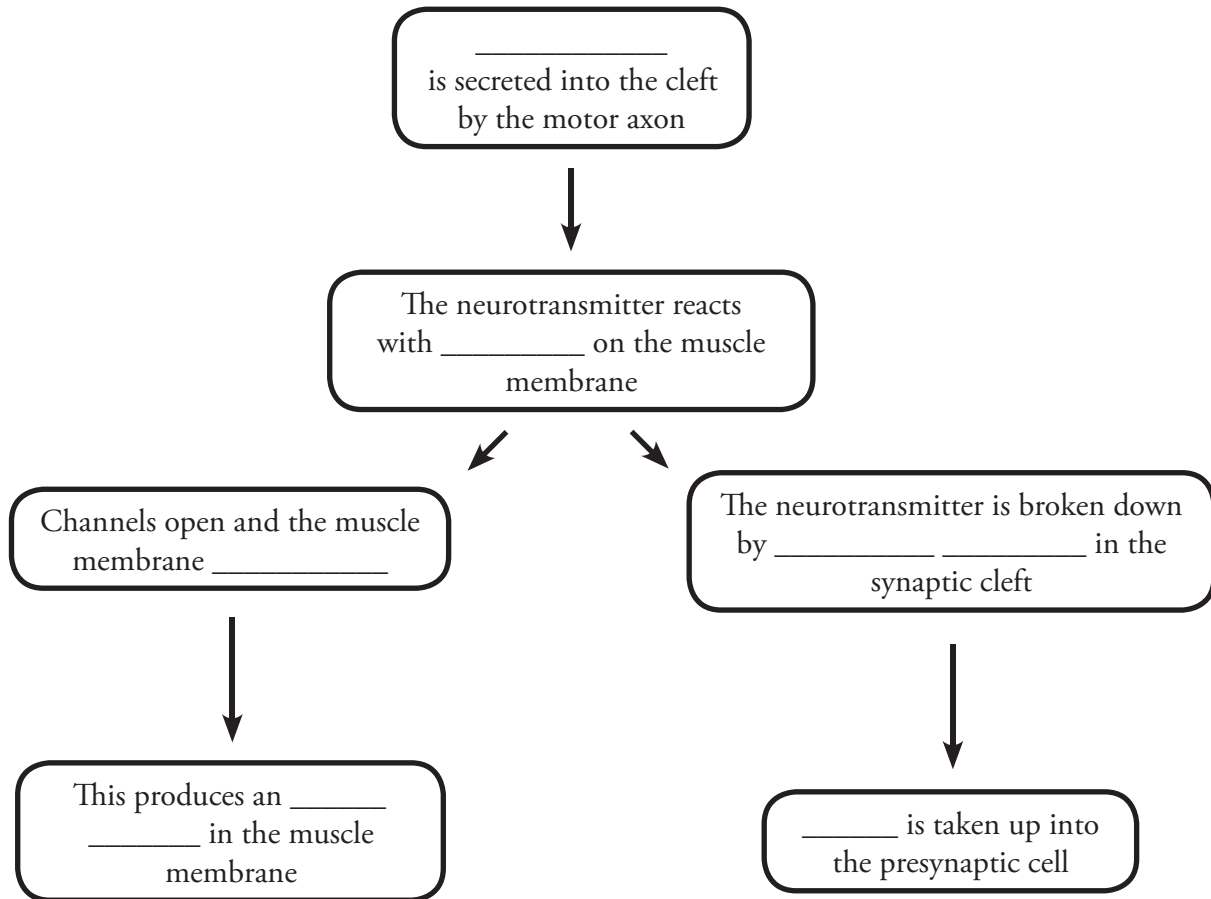 ____________
is secreted into the cleft
by the motor axon
The neurotransmitter reacts
with _________ on the muscle
membrane
Channels open and the muscle
membrane ___________
The neurotransmitter is broken down
by __________ _________ in the
synaptic cleft
This produces an ______
_______ in the muscle
membrane
______ is taken up into
the presynaptic cell